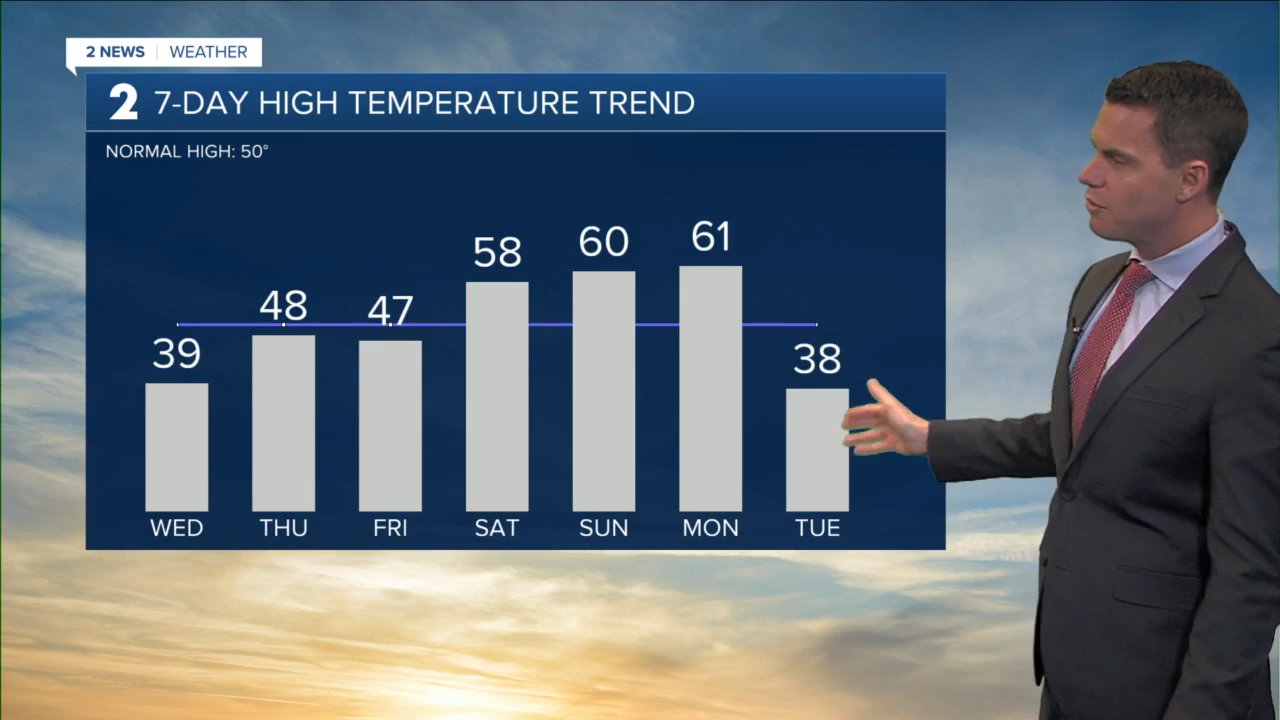 2 NEWS | WEATHER
2 7-DAY HIGH TEMPERATURE TREND
NORMAL HIGH: 50°
39 48 47 58 60 61 38
WED THU FRI SAT SUN MON TUE